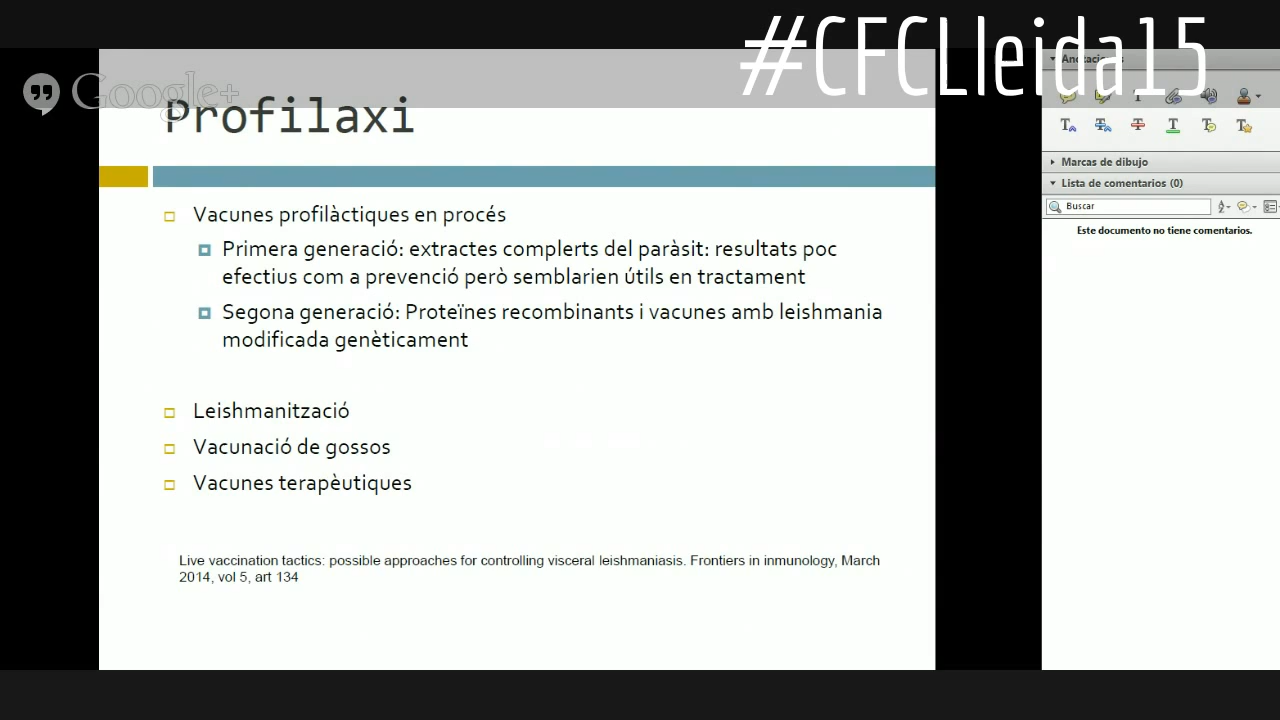 #CFCLleida15
Google+
Anotaciones
Profilaxi
Marcas de dibujo
Lista de comentarios (0)
Buscar
Este documento no tiene comentarios.
Vacunes profilàctiques en procés
Primera generació: extractes complerts del paràsit: resultats poc
efectius com a prevenció però semblarien útils en tractament
Segona generació: Proteïnes recombinants i vacunes amb leishmania
modificada genèticament
Leishmanització
Vacunació de gossos
Vacunes terapèutiques
Live vaccination tactics: possible approaches for controlling visceral leishmaniasis. Frontiers in inmunology, March
2014, vol 5, art 134